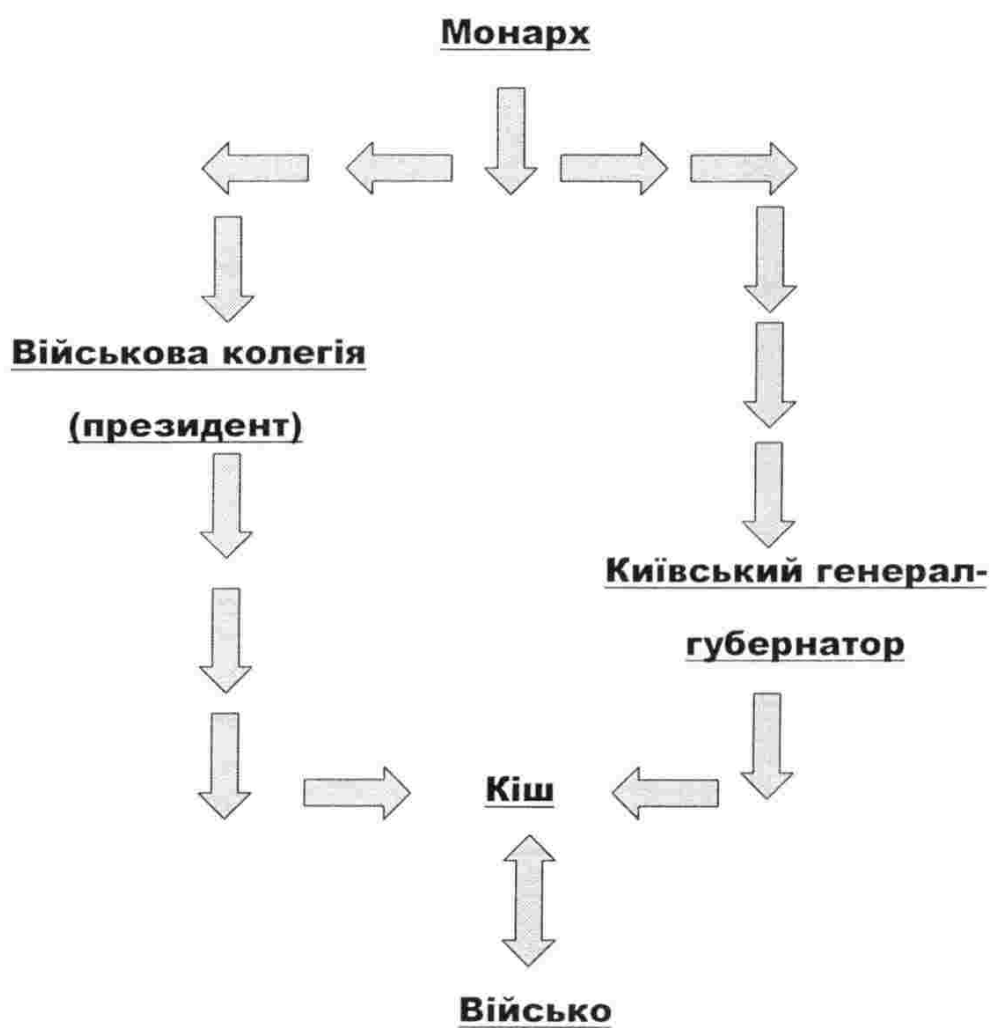 Монарх
Військова колегія
(президент)
Київський генерал-
губернатор
Кіш
Військо